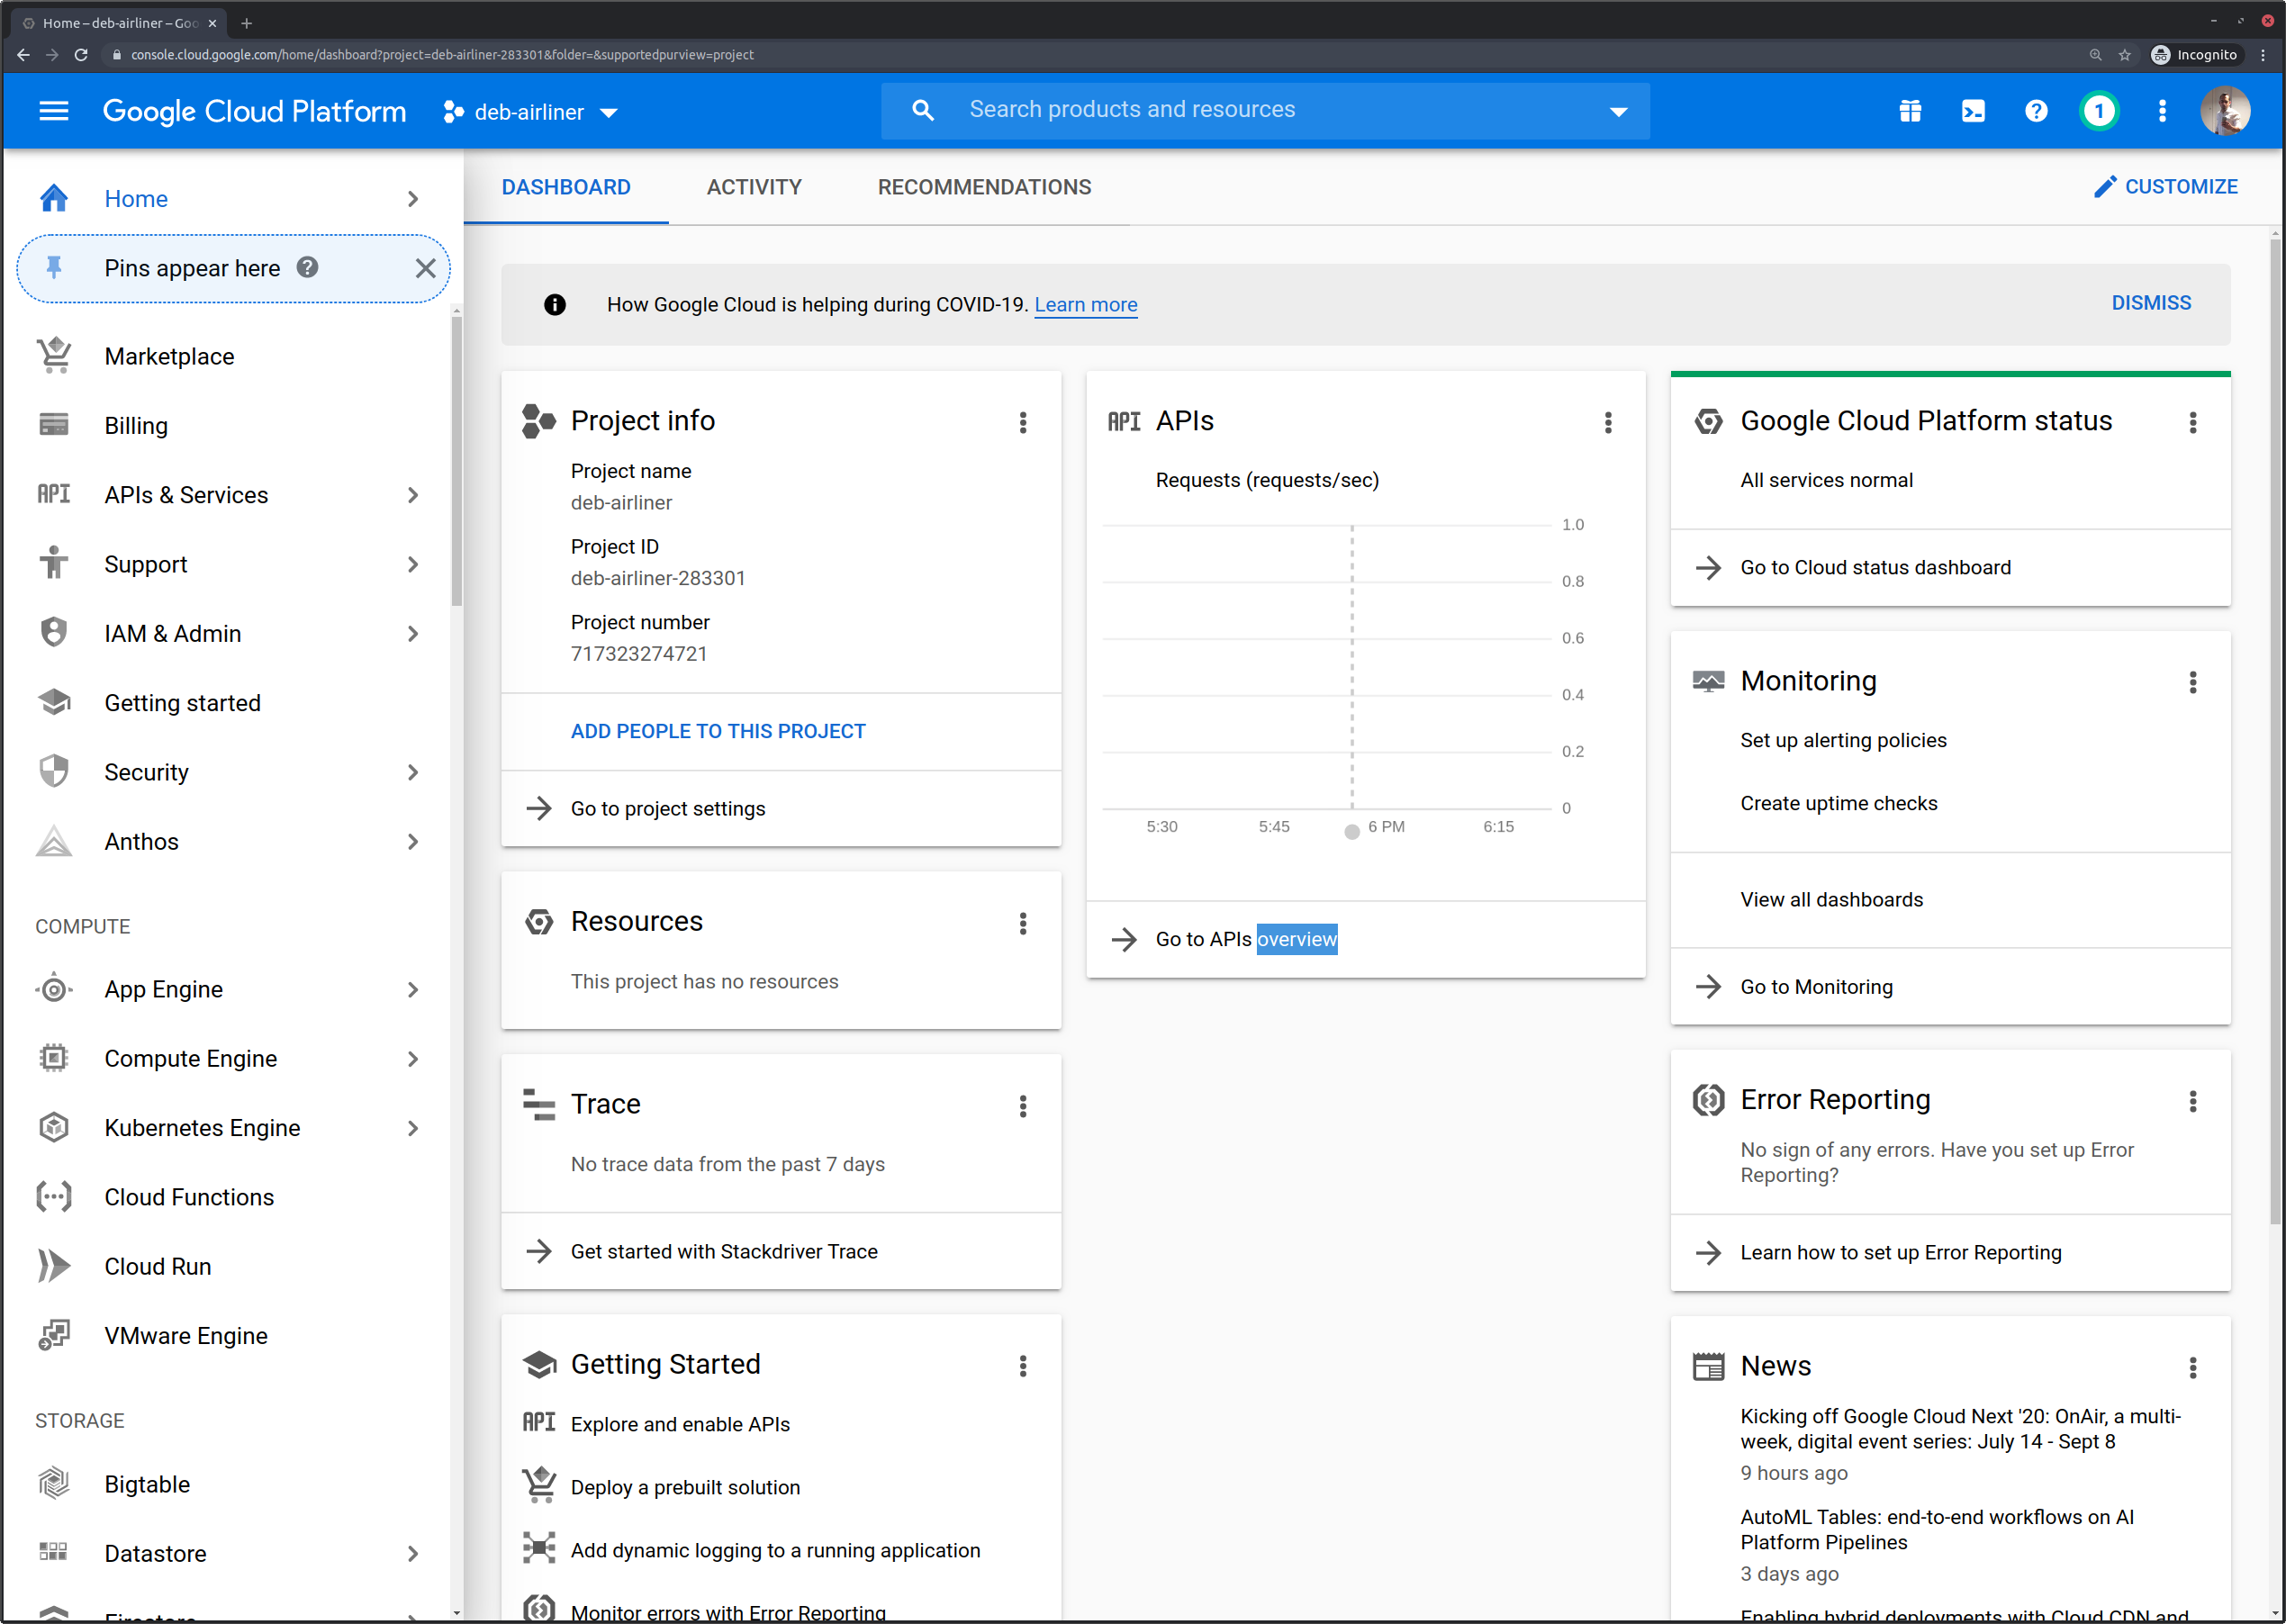 Home – deb-airliner – Goo
console.cloud.google.com/home/dashboard?project=deb-airliner-283301&folder=&supportedpurview=project
Incognito
Google Cloud Platform
deb-airliner
Search products and resources
1
Home
Pins appear here
Marketplace
Billing
API
APIs & Services
Support
IAM & Admin
Getting started
Security
Anthos
COMPUTE
App Engine
Compute Engine
Kubernetes Engine
Cloud Functions
Cloud Run
VMware Engine
STORAGE
Bigtable
Datastore
Firestore
DASHBOARD
ACTIVITY
RECOMMENDATIONS
CUSTOMIZE
How Google Cloud is helping during COVID-19. Learn more
DISMISS
Project info
Project name
deb-airliner
Project ID
deb-airliner-283301
Project number
717323274721
ADD PEOPLE TO THIS PROJECT
Go to project settings
Resources
This project has no resources
Trace
No trace data from the past 7 days
Get started with Stackdriver Trace
Getting Started
API
Explore and enable APIs
Deploy a prebuilt solution
Add dynamic logging to a running application
Monitor errors with Error Reporting
API
APIs
Requests (requests/sec)
1.0
0.8
0.6
0.4
0.2
0
5:30
5:45
6 PM
6:15
Go to APIs overview
Google Cloud Platform status
All services normal
Go to Cloud status dashboard
Monitoring
Set up alerting policies
Create uptime checks
View all dashboards
Go to Monitoring
Error Reporting
No sign of any errors. Have you set up Error
Reporting?
Learn how to set up Error Reporting
News
Kicking off Google Cloud Next '20: OnAir, a multi-
week, digital event series: July 14 - Sept 8
9 hours ago
AutoML Tables: end-to-end workflows on AI
Platform Pipelines
3 days ago
Enabling hybrid deployments with Cloud CDN and